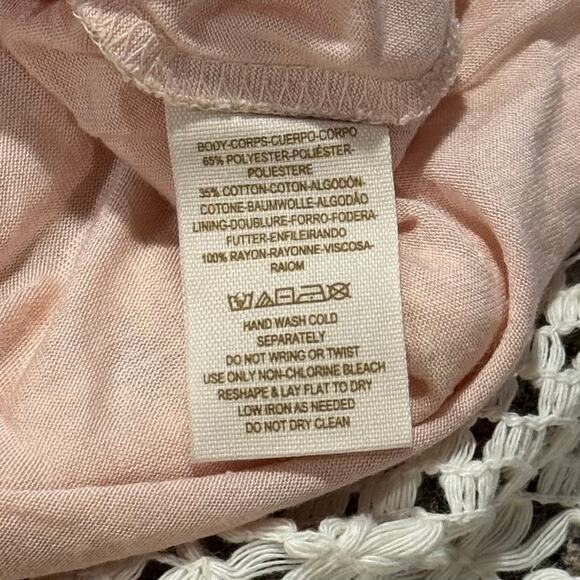 BODY-CORPS-CUERPO-CORPO
65% POLYESTER-POLIÉSTER-
POLIESTERE
35% COTTON-COTON-ALGODÓN-
COTONE-BAUMWOLLE-ALGODÃO
LINING-DOUBLURE-FORRO-FODERA-
FUTTER-ENFILEIRANDO
100% RAYON-RAYONNE-VISCOSA-
RAIOM
HAND WASH COLD
SEPARATELY
DO NOT WRING OR TWIST
USE ONLY NON-CHLORINE BLEACH
RESHAPE & LAY FLAT TO DRY
LOW IRON AS NEEDED
DO NOT DRY CLEAN